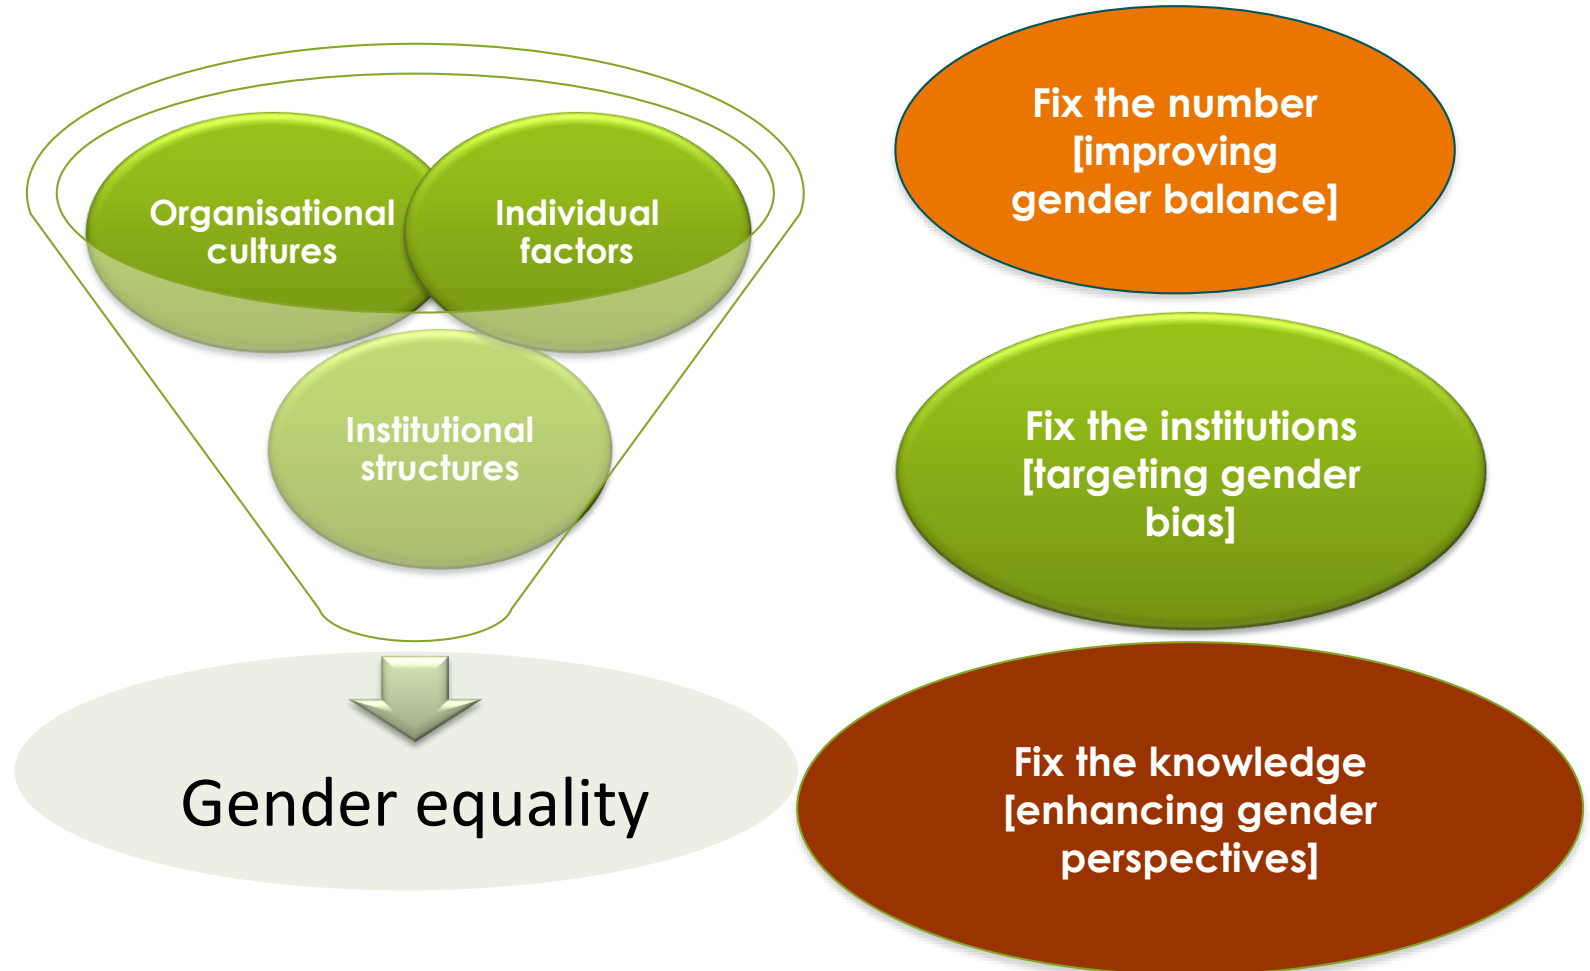 Organisational
cultures
Individual
factors
Institutional
structures
Gender equality
Fix the number
[improving
gender balance]
Fix the institutions
[targeting gender
bias]
Fix the knowledge
[enhancing gender
perspectives]